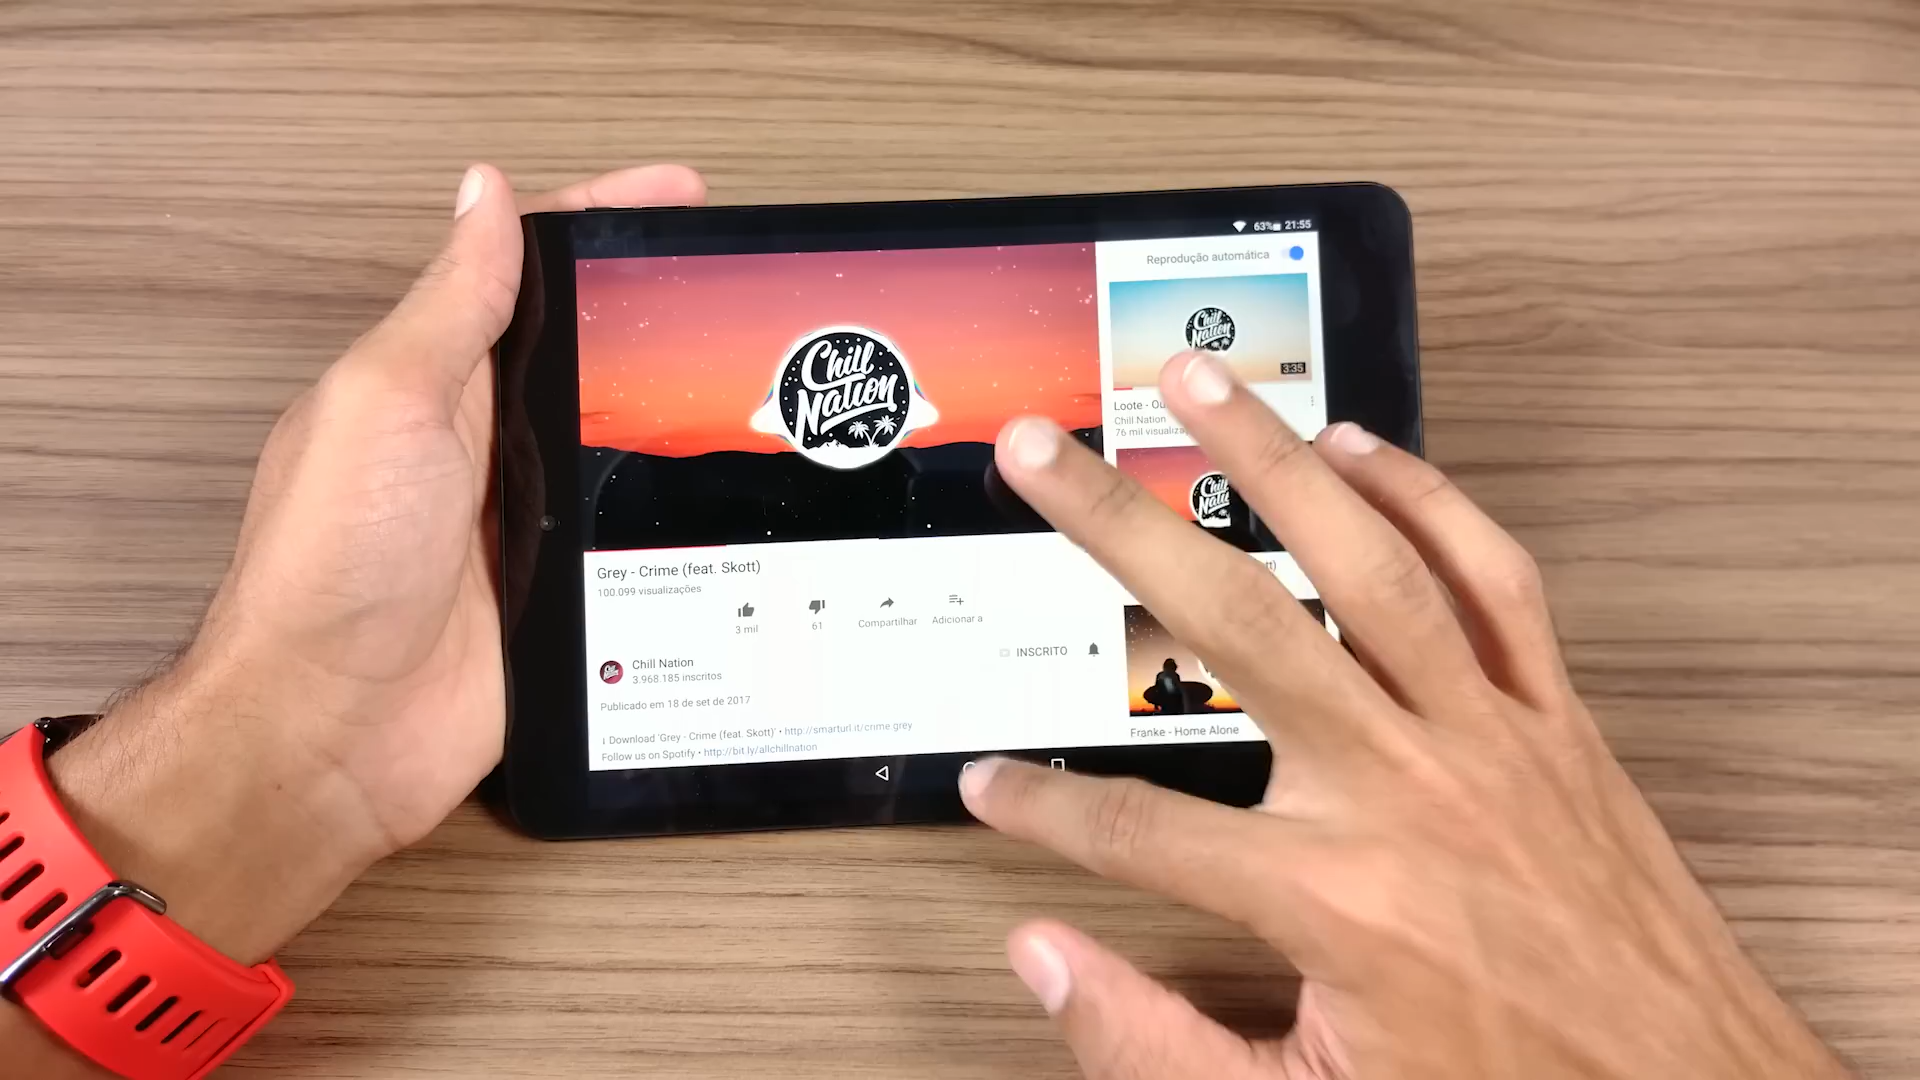 63% 21:55
Reprodução automática
Chill
Nation
Chill
Nation
3:35
Loote -
Chill Nation
76 mil
Grey - Crime (feat. Skott)
100.099 visualizações
3 mil
61
Compartilhar
Adicionar a
Chill Nation
3.968.185 inscritos
INSCRITO
Publicado em 18 de set de 2017
Download 'Grey - Crime (feat. Skott)' • http://smarturl.it/crime.grey
Follow us on Spotify • http://bit.ly/allchillnation
Franke - Home Alone